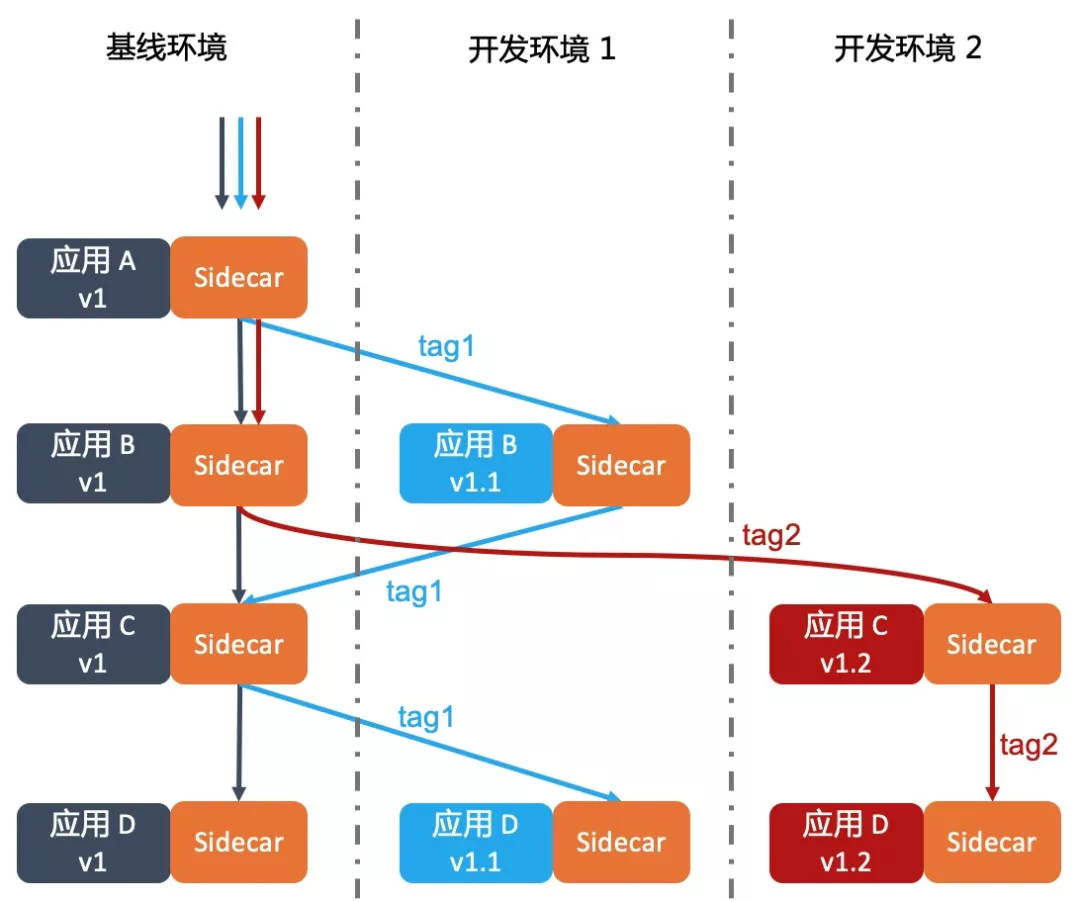 基线环境
开发环境 1
开发环境 2
应用 A
v1
Sidecar
tag1
应用 B
v1
Sidecar
应用 B
v1.1
Sidecar
tag2
tag1
应用 C
v1
Sidecar
应用 C
v1.2
Sidecar
tag1
tag2
应用 D
v1
Sidecar
应用 D
v1.1
Sidecar
应用 D
v1.2
Sidecar